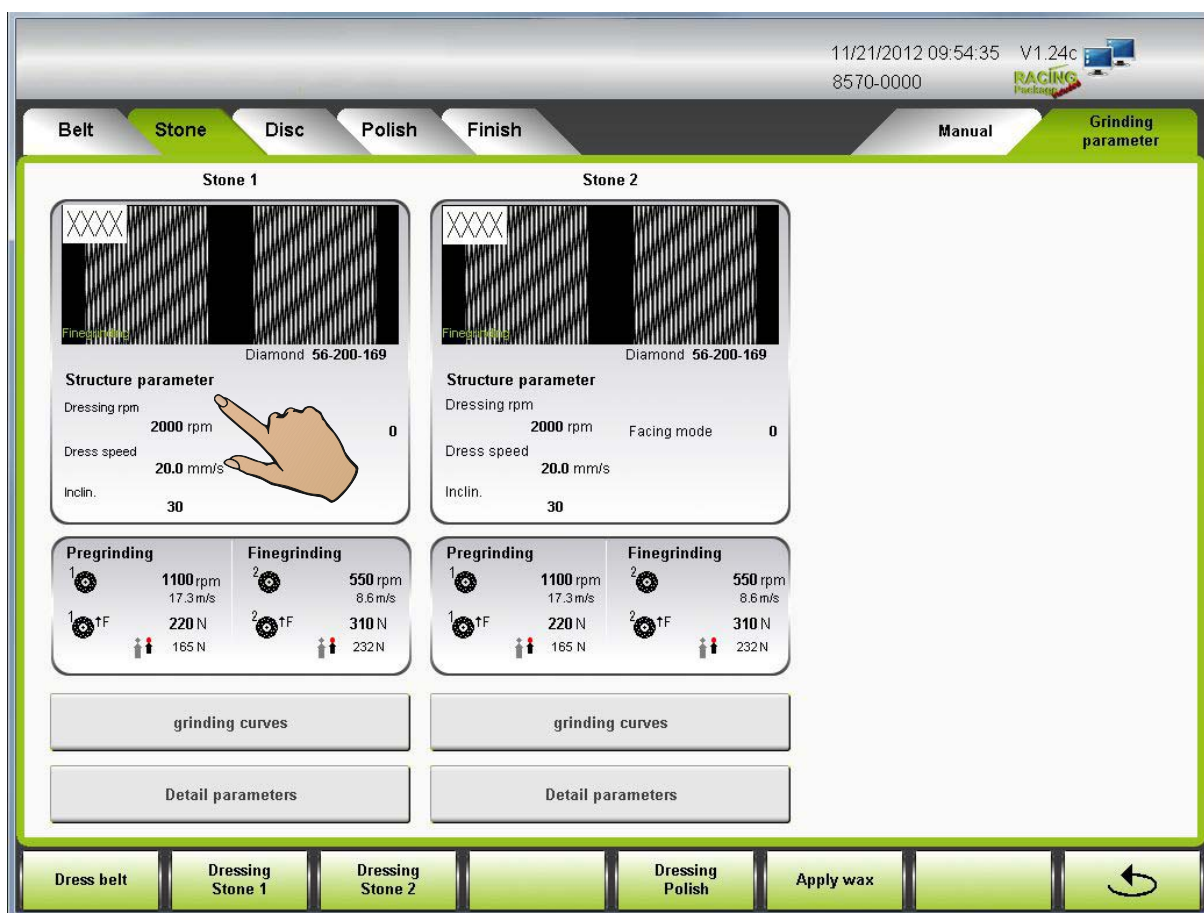 11/21/2012 09:54:35 V1.24c
8570-0000
RACING
Package
Belt Stone Disc Polish Finish Manual Grinding parameter
Stone 1
XXXX
Finegrinding
Diamond 56-200-169
Structure parameter
Dressing rpm
2000 rpm
0
Dress speed
20.0 mm/s
Inclin.
30
Pregrinding
1 1100 rpm
17.3 m/s
1 ↑F 220 N
165 N
Finegrinding
2 550 rpm
8.6 m/s
2 ↑F 310 N
232 N
grinding curves
Detail parameters
Stone 2
XXXX
Finegrinding
Diamond 56-200-169
Structure parameter
Dressing rpm
2000 rpm
Facing mode 0
Dress speed
20.0 mm/s
Inclin.
30
Pregrinding
1 1100 rpm
17.3 m/s
1 ↑F 220 N
165 N
Finegrinding
2 550 rpm
8.6 m/s
2 ↑F 310 N
232 N
grinding curves
Detail parameters
Dress belt
Dressing
Stone 1
Dressing
Stone 2
Dressing
Polish
Apply wax